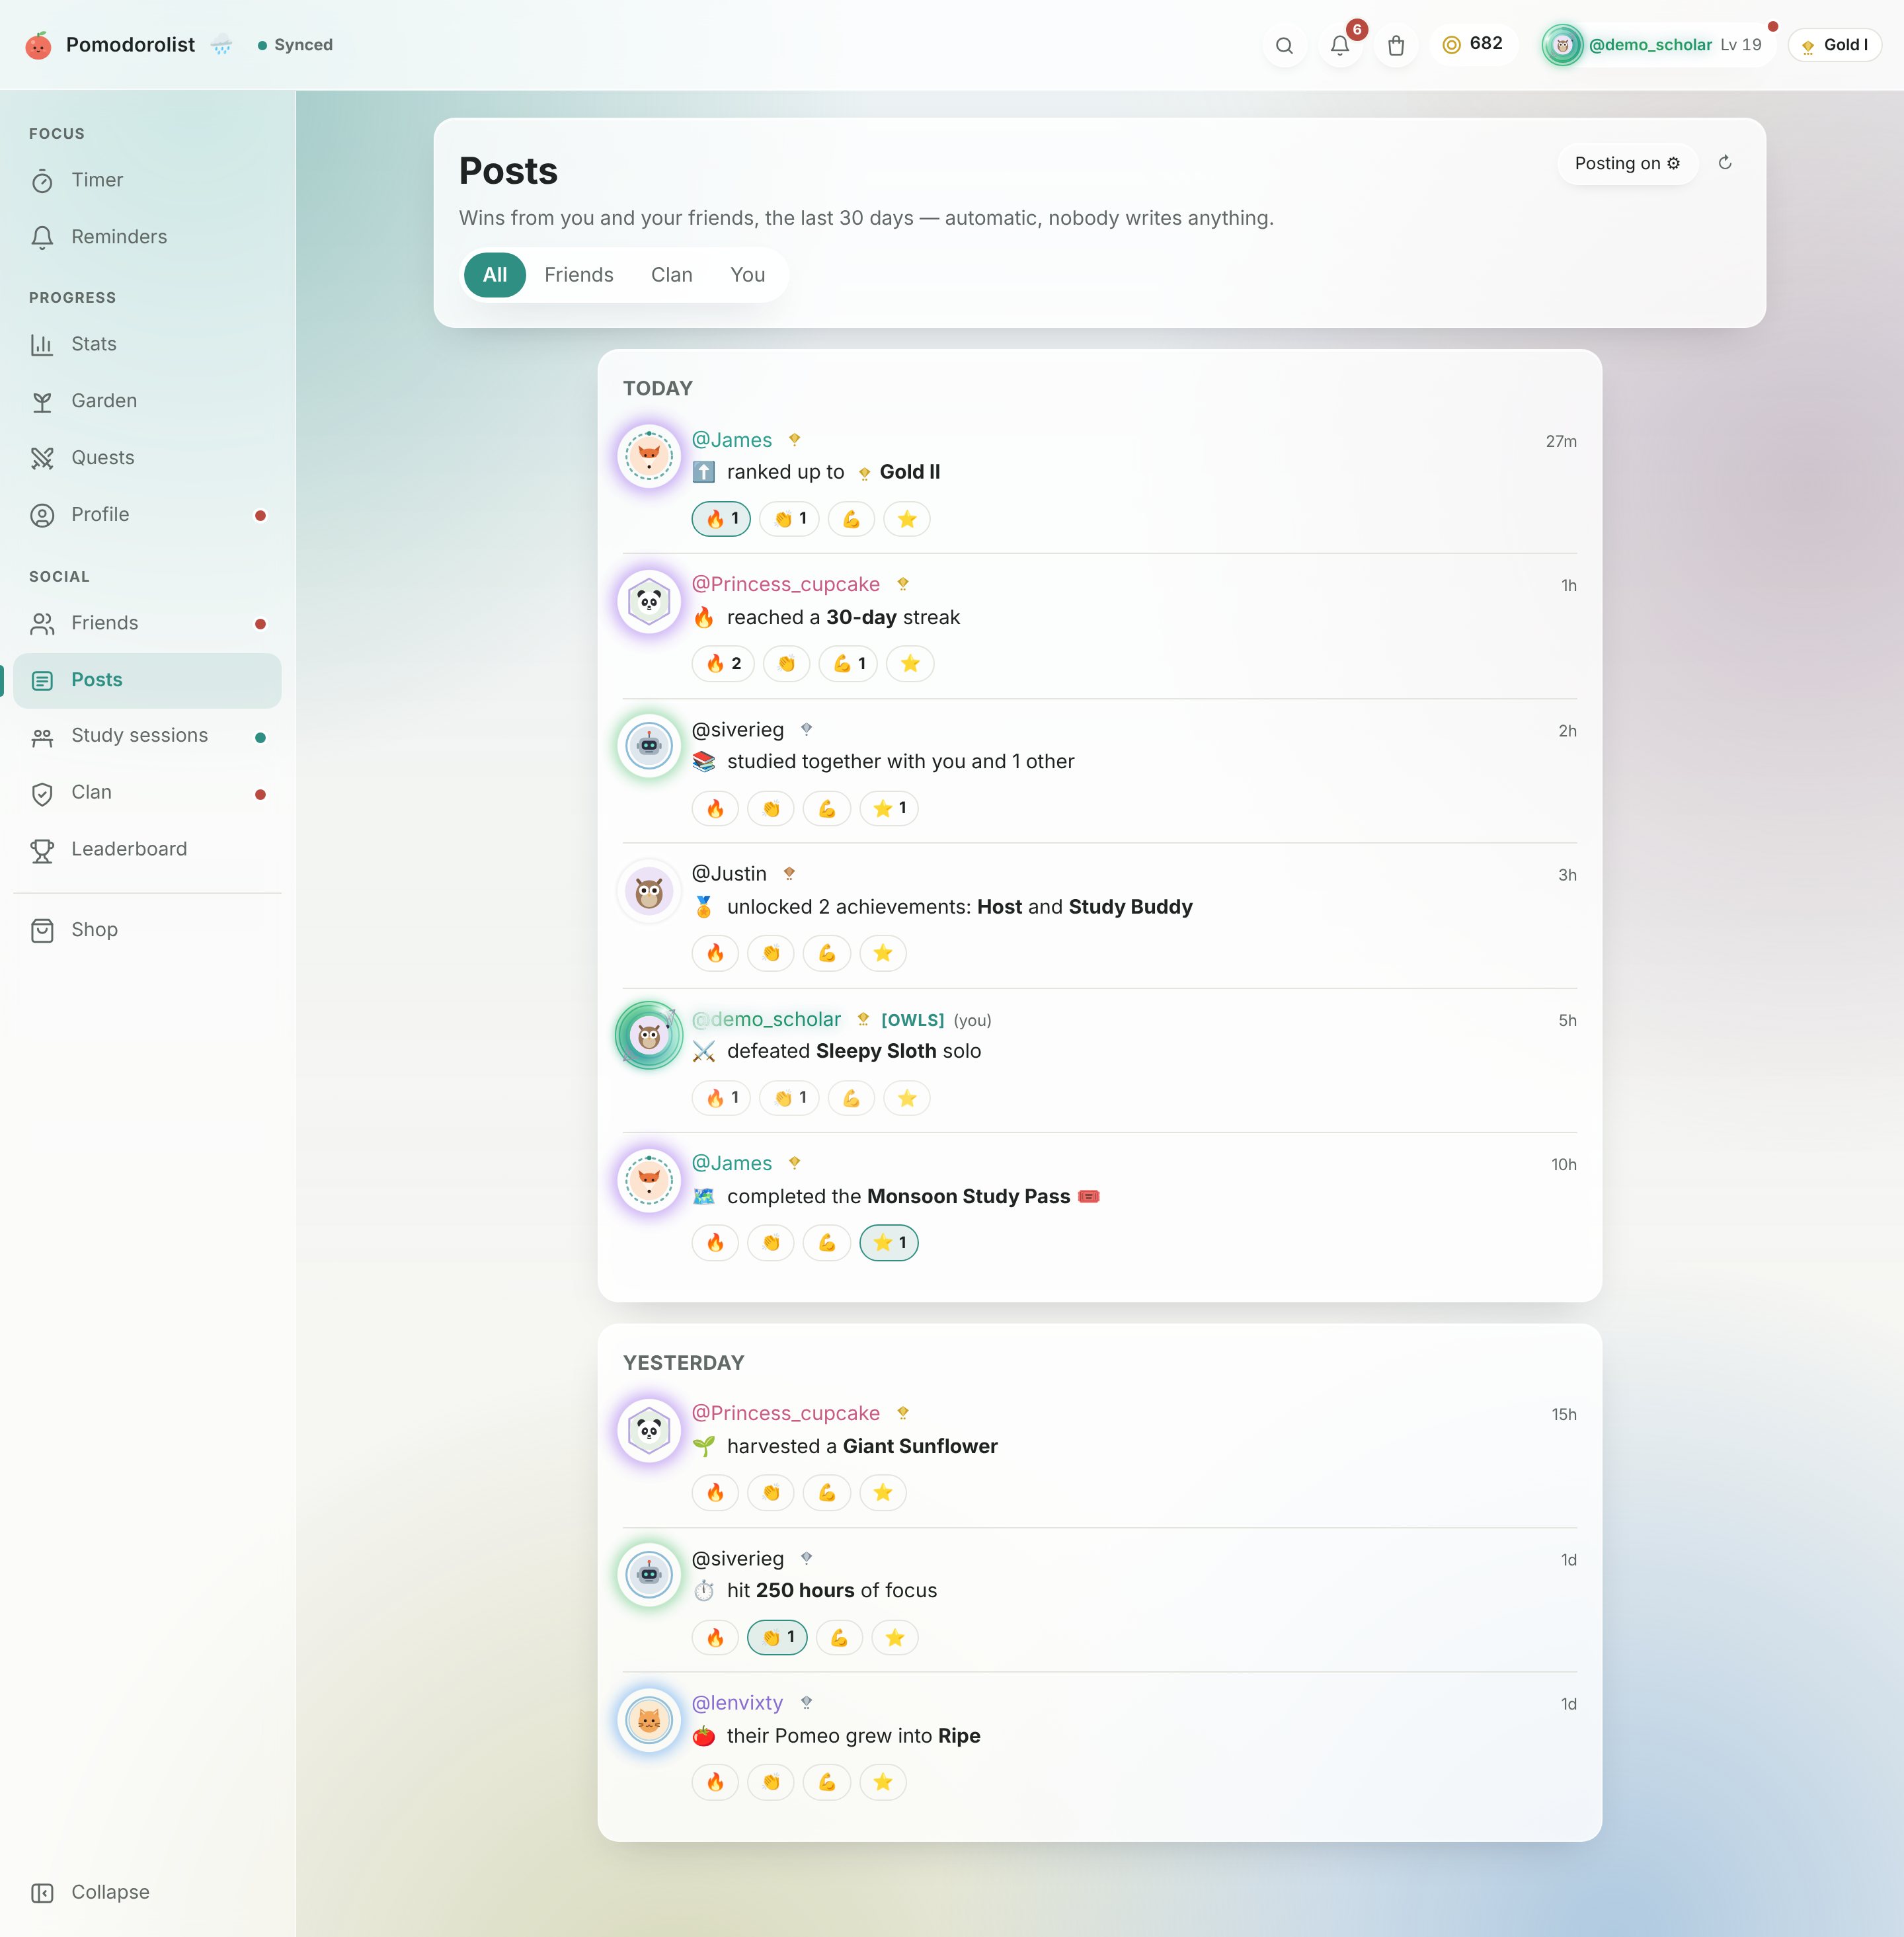 Pomodorolist
Synced
6
682
@demo_scholar Lv 19
Gold I
FOCUS
Timer
Reminders
PROGRESS
Stats
Garden
Quests
Profile
SOCIAL
Friends
Posts
Study sessions
Clan
Leaderboard
Shop
Collapse
Posts
Posting on
Wins from you and your friends, the last 30 days — automatic, nobody writes anything.
All Friends Clan You
TODAY
@James 27m
ranked up to Gold II
1 1
@Princess_cupcake 1h
reached a 30-day streak
2 1
@siverieg 2h
studied together with you and 1 other
1
@Justin 3h
unlocked 2 achievements: Host and Study Buddy
@demo_scholar [OWLS] (you) 5h
defeated Sleepy Sloth solo
1 1
@James 10h
completed the Monsoon Study Pass
1
YESTERDAY
@Princess_cupcake 15h
harvested a Giant Sunflower
@siverieg 1d
hit 250 hours of focus
1
@lenvixty 1d
their Pomeo grew into Ripe